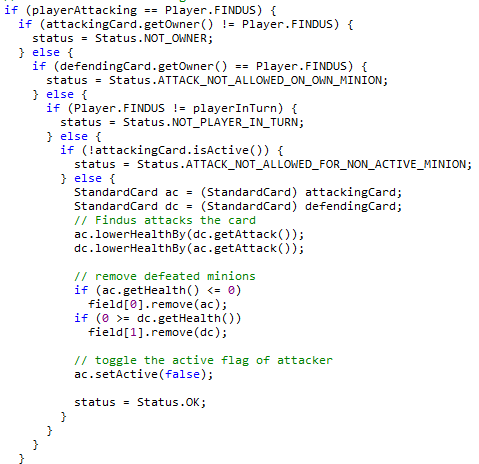 if (playerAttacking == Player.FINDUS) {
  if (attackingCard.getOwner() != Player.FINDUS) {
    status = Status.NOT_OWNER;
  } else {
    if (defendingCard.getOwner() == Player.FINDUS) {
      status = Status.ATTACK_NOT_ALLOWED_ON_OWN_MINION;
    } else {
      if (Player.FINDUS != playerInTurn) {
        status = Status.NOT_PLAYER_IN_TURN;
      } else {
        if (!attackingCard.isActive()) {
          status = Status.ATTACK_NOT_ALLOWED_FOR_NON_ACTIVE_MINION;
        } else {
          StandardCard ac = (StandardCard) attackingCard;
          StandardCard dc = (StandardCard) defendingCard;
          // Findus attacks the card
          ac.lowerHealthBy(dc.getAttack());
          dc.lowerHealthBy(ac.getAttack());

          // remove defeated minions
          if (ac.getHealth() <= 0)
            field[0].remove(ac);
          if (0 >= dc.getHealth())
            field[1].remove(dc);

          // toggle the active flag of attacker
          ac.setActive(false);

          status = Status.OK;
        }
      }
    }
  }